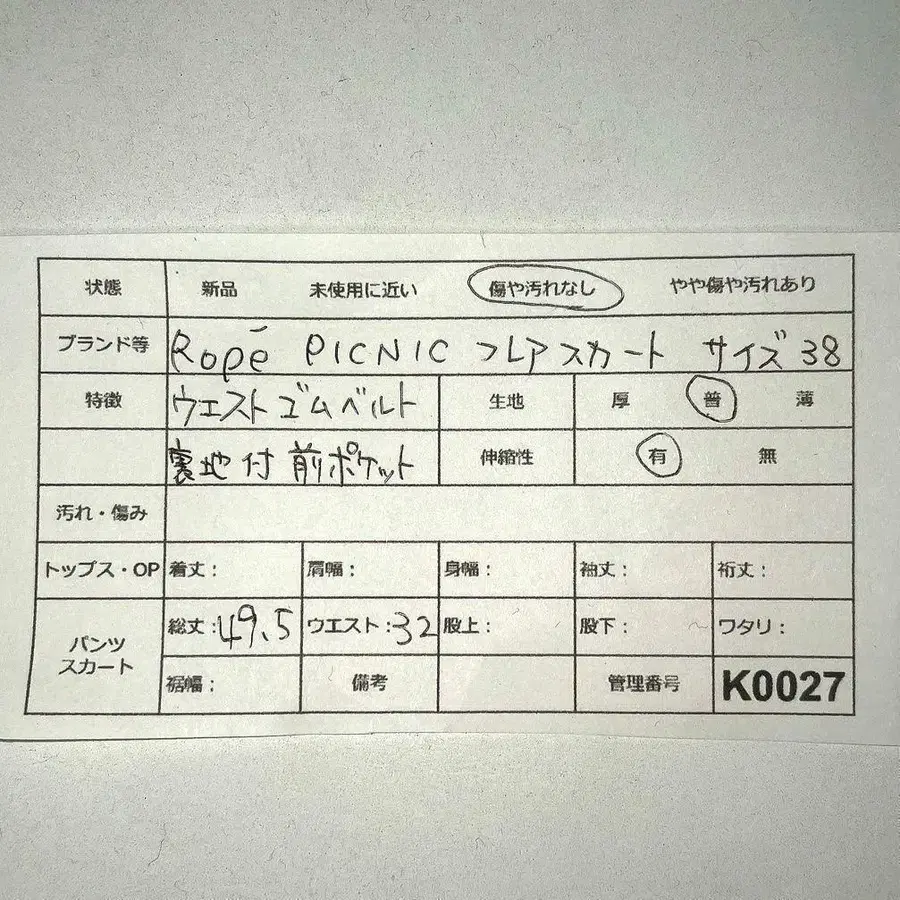 状態 新品 未使用に近い 傷や汚れなし やや傷や汚れあり
ブランド等 Ropē PICNIC フレアスカート サイズ38
特徴 ウエストゴムベルト 生地 厚 普 薄
裏地付 前ポケット 伸縮性 有 無
汚れ・傷み
トップス・OP 着丈: 肩幅: 身幅: 袖丈: 裄丈:
パンツ スカート 総丈:49.5 ウエスト:32 股上: 股下: ワタリ:
裾幅: 備考 管理番号 K0027